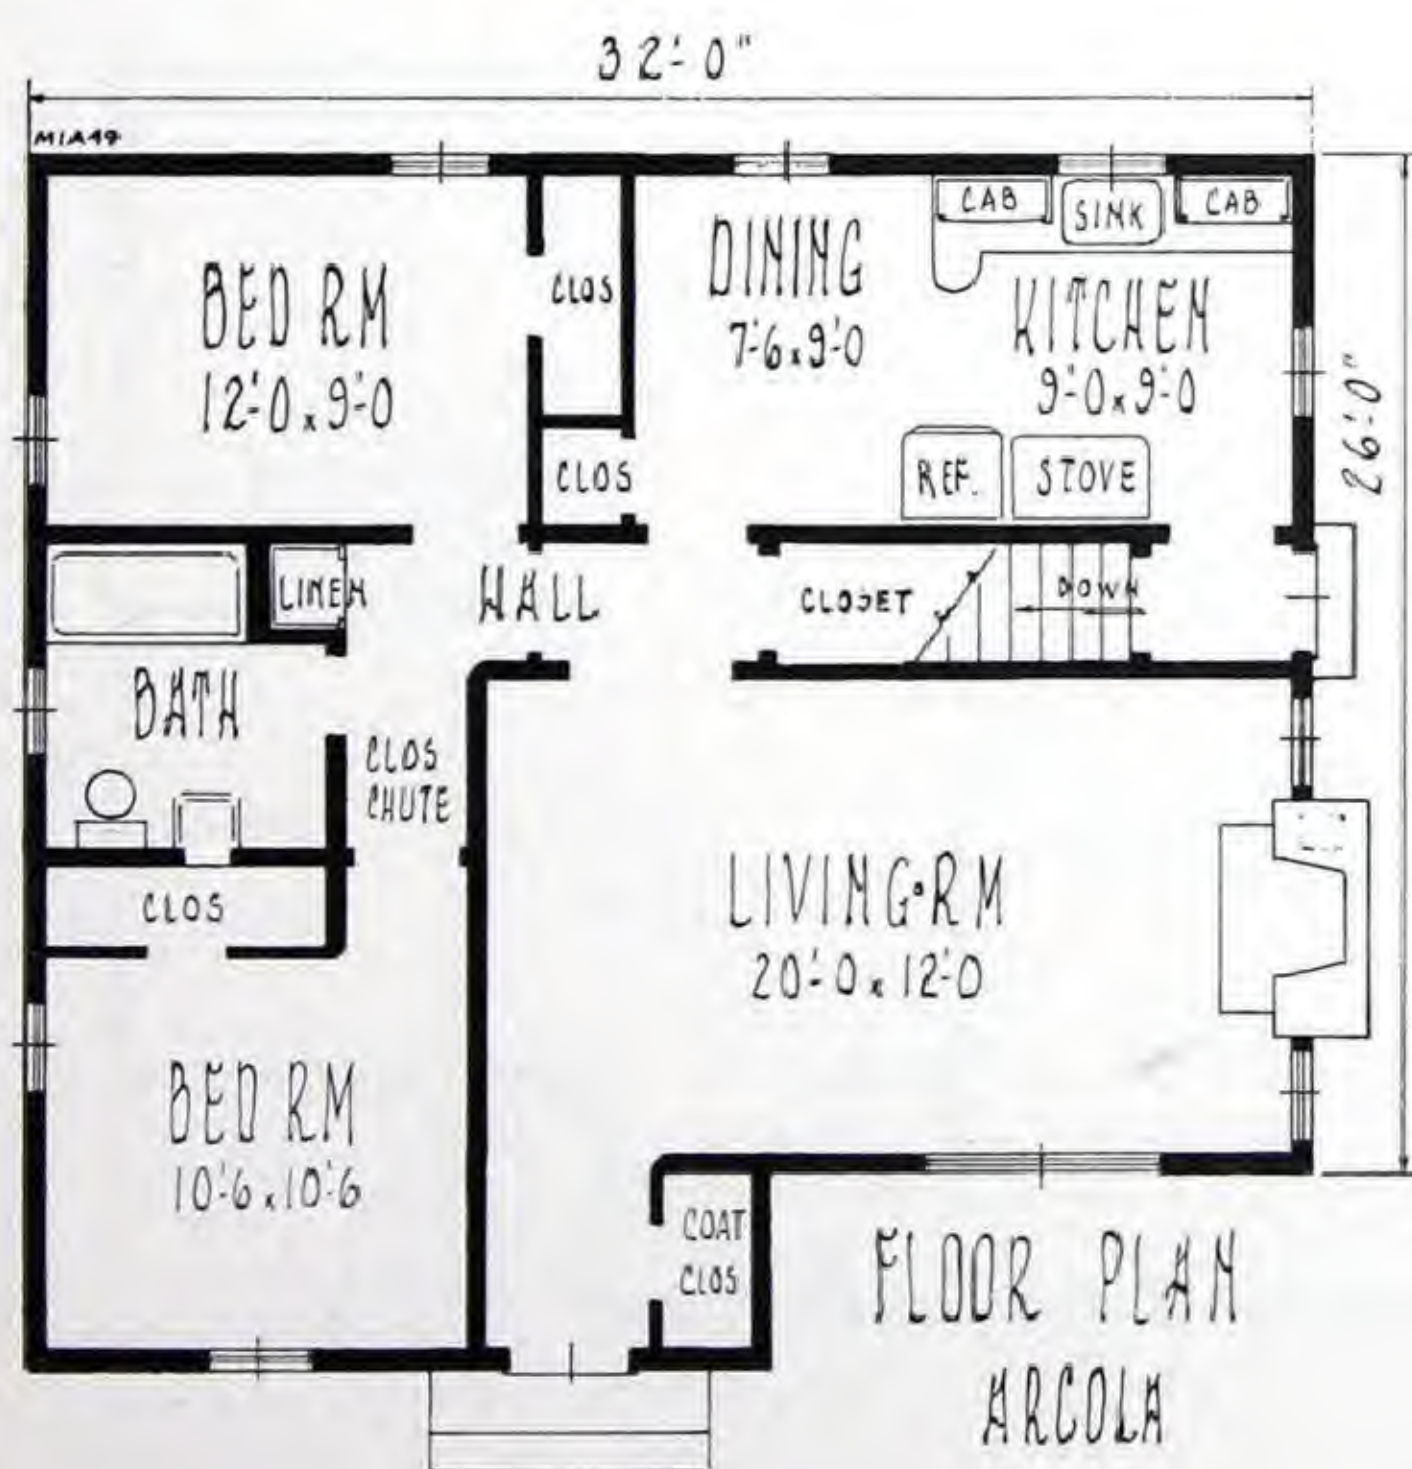 32'-0"
MIA49
CAB
SINK
CAB
DINING
7'-6 x 9'-0
BED RM
12'-0 x 9'-0
CLOS
KITCHEN
9'-0 x 9'-0
26'-0"
CLOS
REF.
STOVE
LINEN
HALL
CLOSET
DOWN
BATH
CLOS
CHUTE
CLOS
LIVING RM
20'-0 x 12'-0
BED RM
10'-6 x 10'-6
COAT
CLOS
FLOOR PLAN
ARCOLA